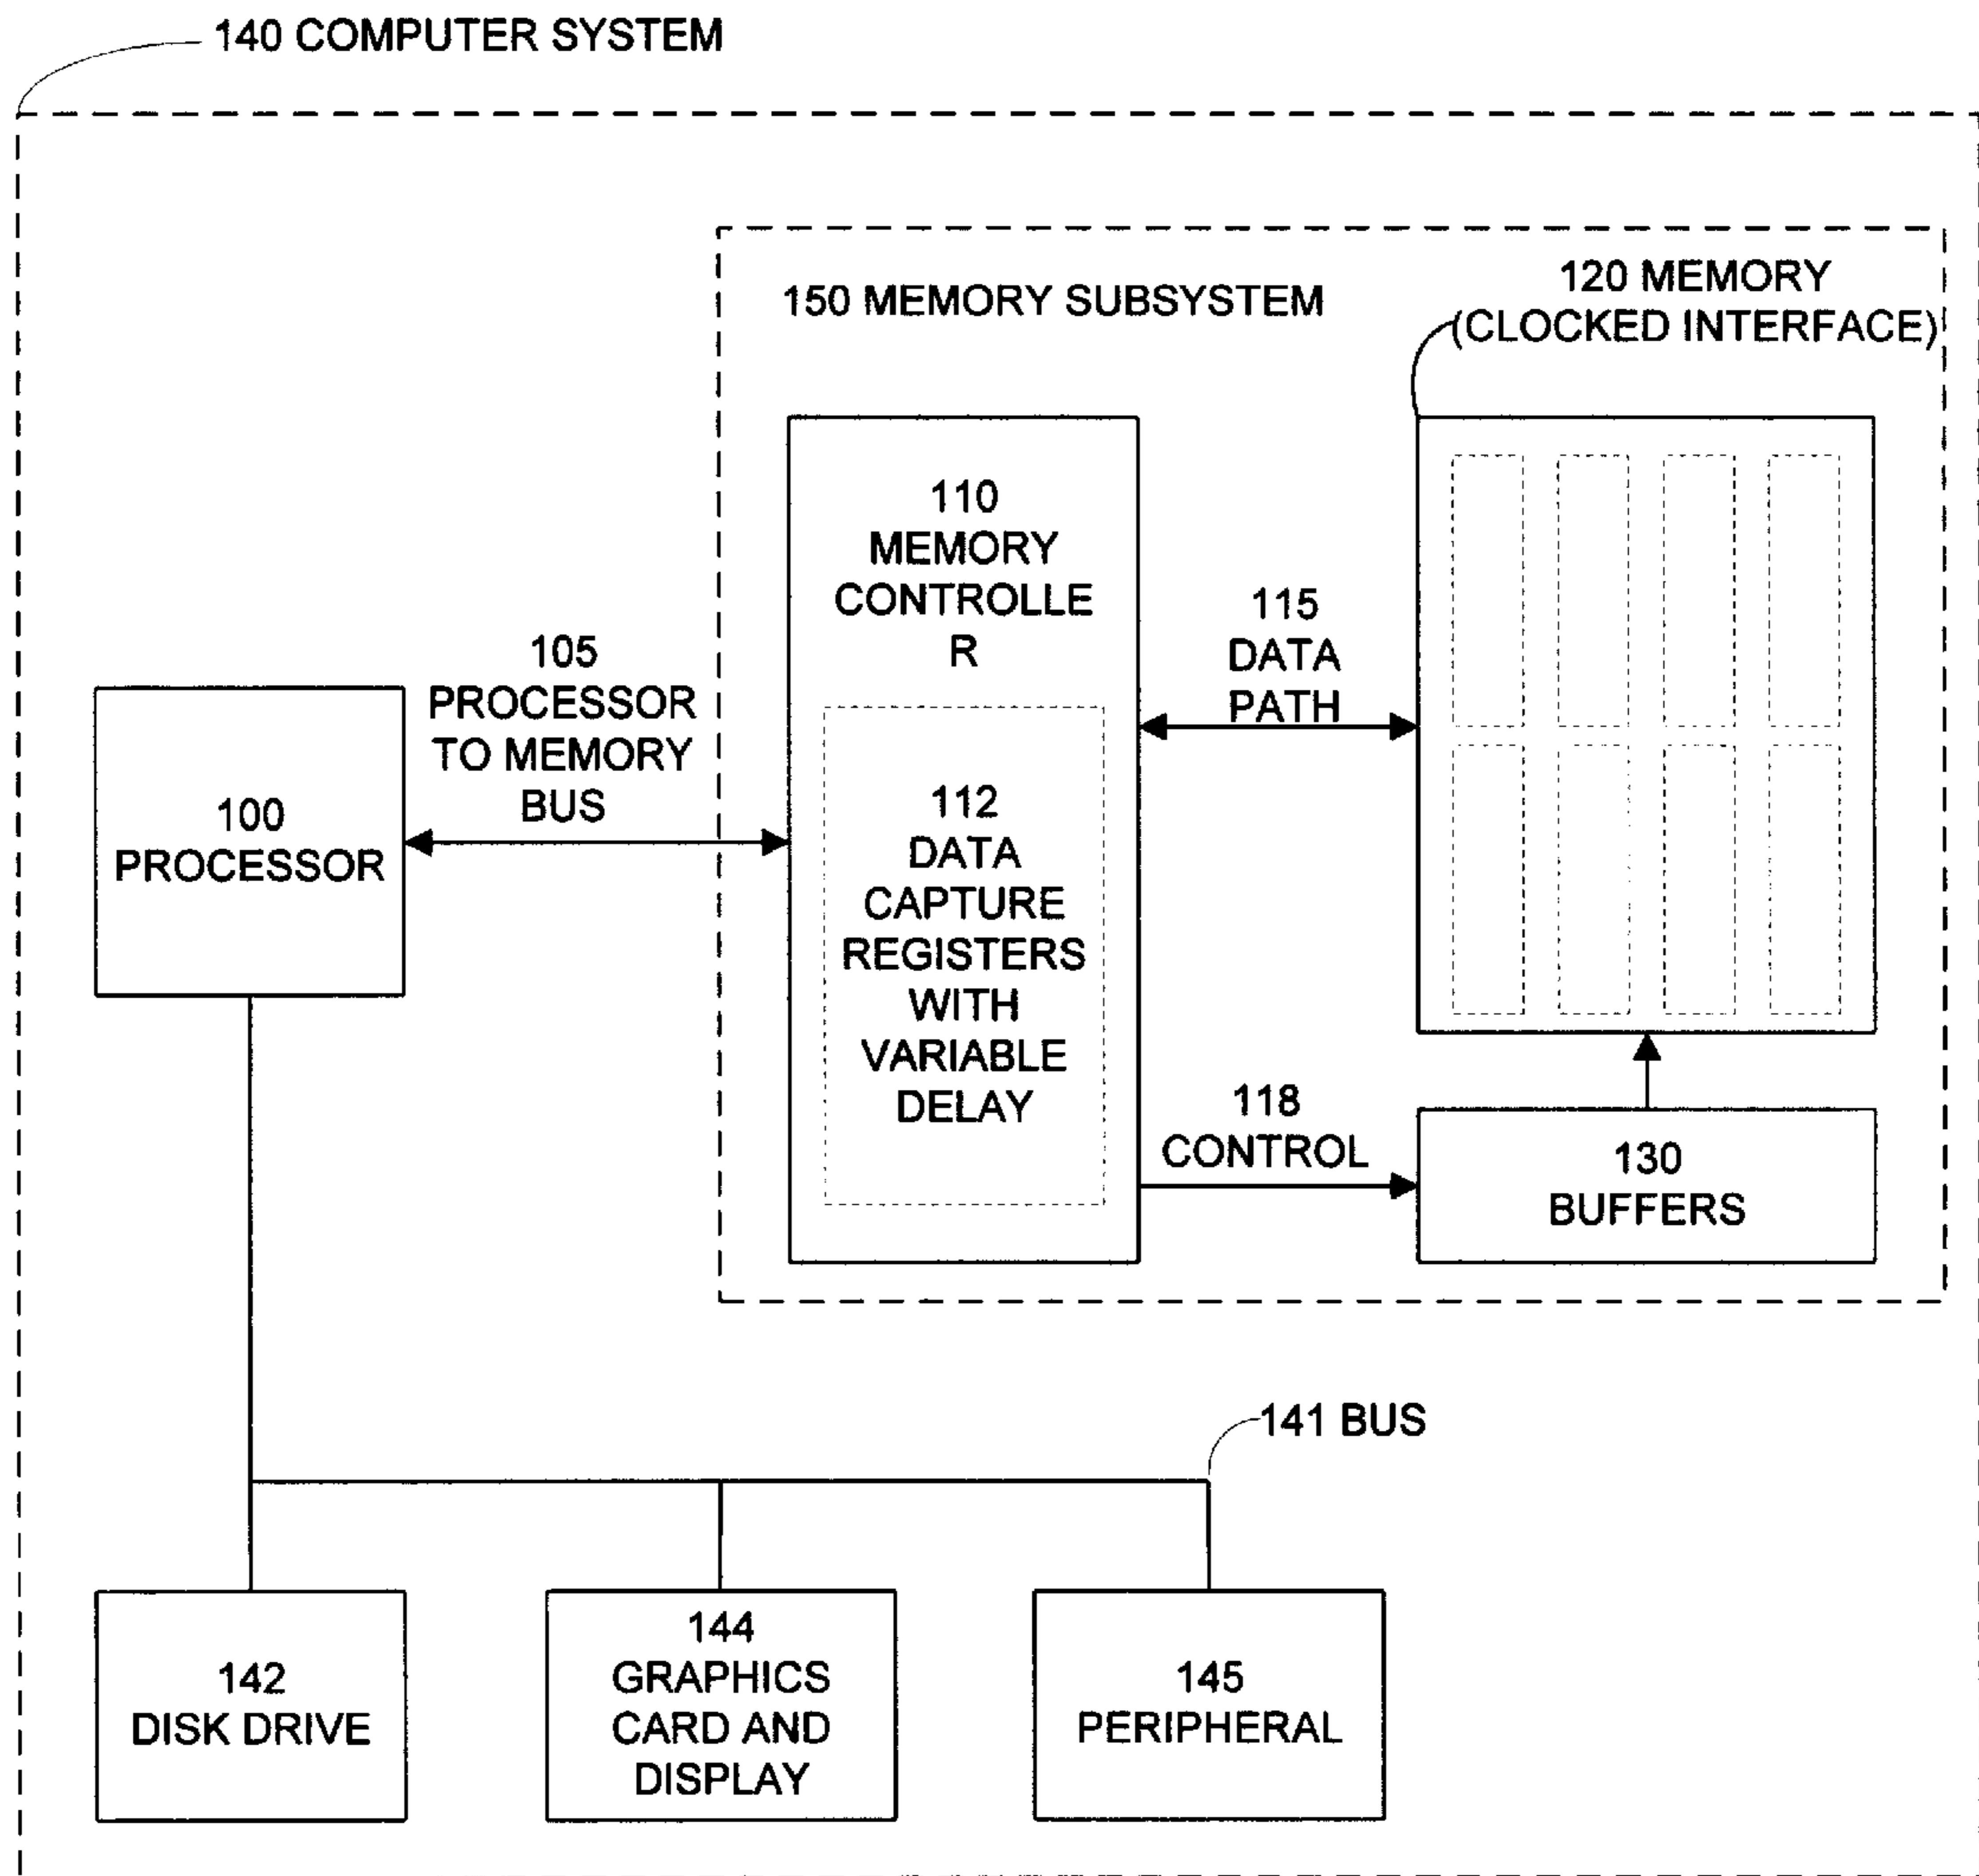 140 COMPUTER SYSTEM
150 MEMORY SUBSYSTEM
120 MEMORY
(CLOCKED INTERFACE)
110
MEMORY
CONTROLLE
R
115
DATA
PATH
105
PROCESSOR
TO MEMORY
BUS
100
PROCESSOR
112
DATA
CAPTURE
REGISTERS
WITH
VARIABLE
DELAY
118
CONTROL
130
BUFFERS
141 BUS
142
DISK DRIVE
144
GRAPHICS
CARD AND
DISPLAY
145
PERIPHERAL